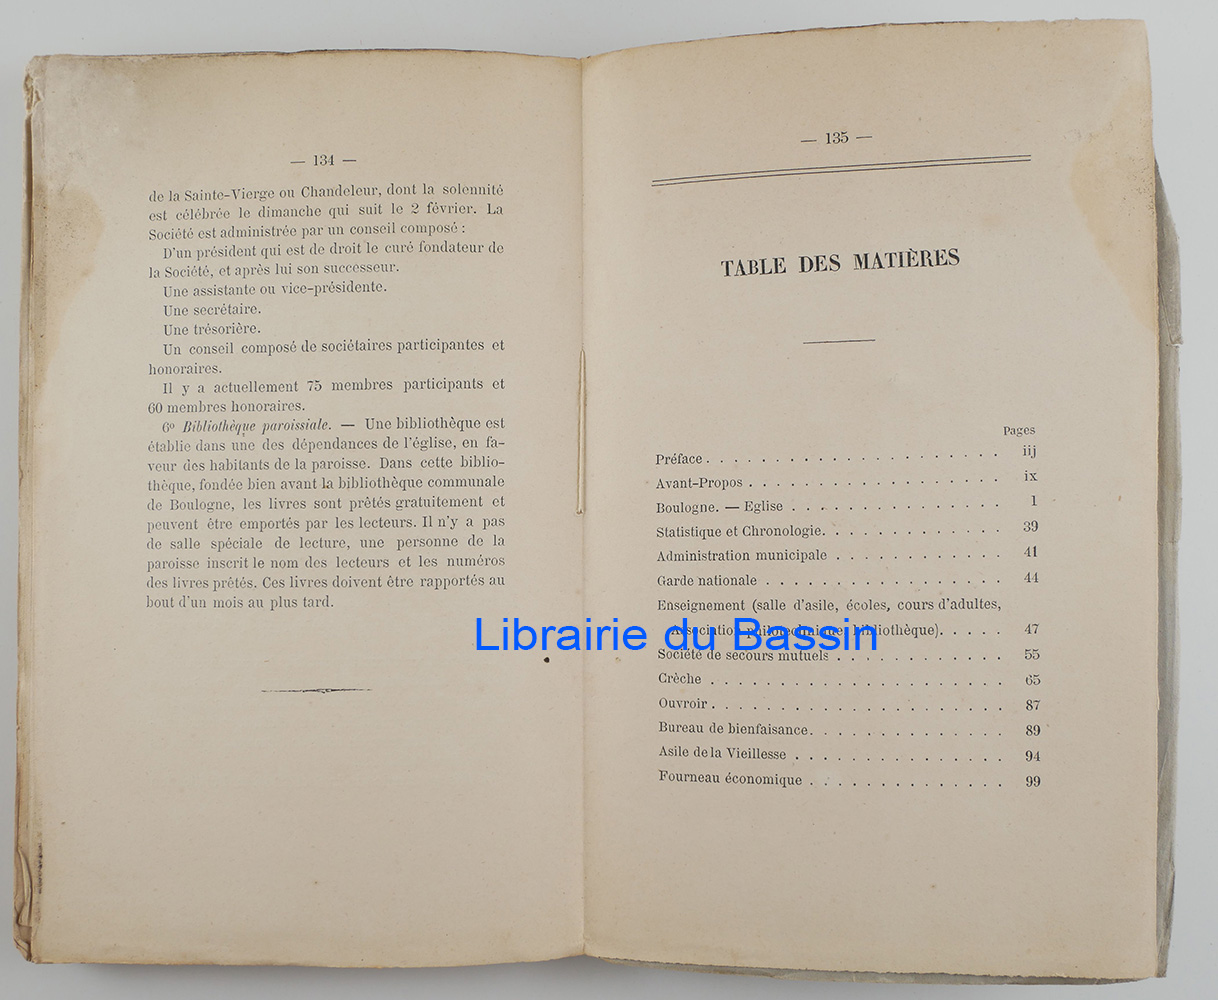 — 134 —
de la Sainte-Vierge ou Chandeleur, dont la solennité
est célébrée le dimanche qui suit le 2 février. La
Société est administrée par un conseil composé :
D'un président qui est de droit le curé fondateur de
la Société, et après lui son successeur.
Une assistante ou vice-présidente.
Une secrétaire.
Une trésorière.
Un conseil composé de sociétaires participantes et
honoraires.
Il y a actuellement 75 membres participants et
60 membres honoraires.
6º Bibliothèque paroissiale. — Une bibliothèque est
établie dans une des dépendances de l'église, en fa-
veur des habitants de la paroisse. Dans cette biblio-
thèque, fondée bien avant la bibliothèque communale
de Boulogne, les livres sont prêtés gratuitement et
peuvent être emportés par les lecteurs. Il n'y a pas
de salle spéciale de lecture, une personne de la
paroisse inscrit le nom des lecteurs et les numéros
des livres prêtés. Ces livres doivent être rapportés au
bout d'un mois au plus tard.
— 135 —
TABLE DES MATIÈRES
Pages
Préface . . . . . . . . . . . . . . . . . . . . iij
Avant-Propos . . . . . . . . . . . . . . . . . . ix
Boulogne. — Eglise . . . . . . . . . . . . . . . 1
Statistique et Chronologie. . . . . . . . . . . . . 39
Administration municipale . . . . . . . . . . . . 41
Garde nationale . . . . . . . . . . . . . . . . . 44
Enseignement (salle d'asile, écoles, cours d'adultes,
Association philotechnique, bibliothèque). . . . . 47
Société de secours mutuels . . . . . . . . . . . . 55
Crèche . . . . . . . . . . . . . . . . . . . . . 65
Ouvroir . . . . . . . . . . . . . . . . . . . . . 87
Bureau de bienfaisance. . . . . . . . . . . . . . 89
Asile de la Vieillesse . . . . . . . . . . . . . . . 94
Fourneau économique . . . . . . . . . . . . . . 99
Librairie du Bassin